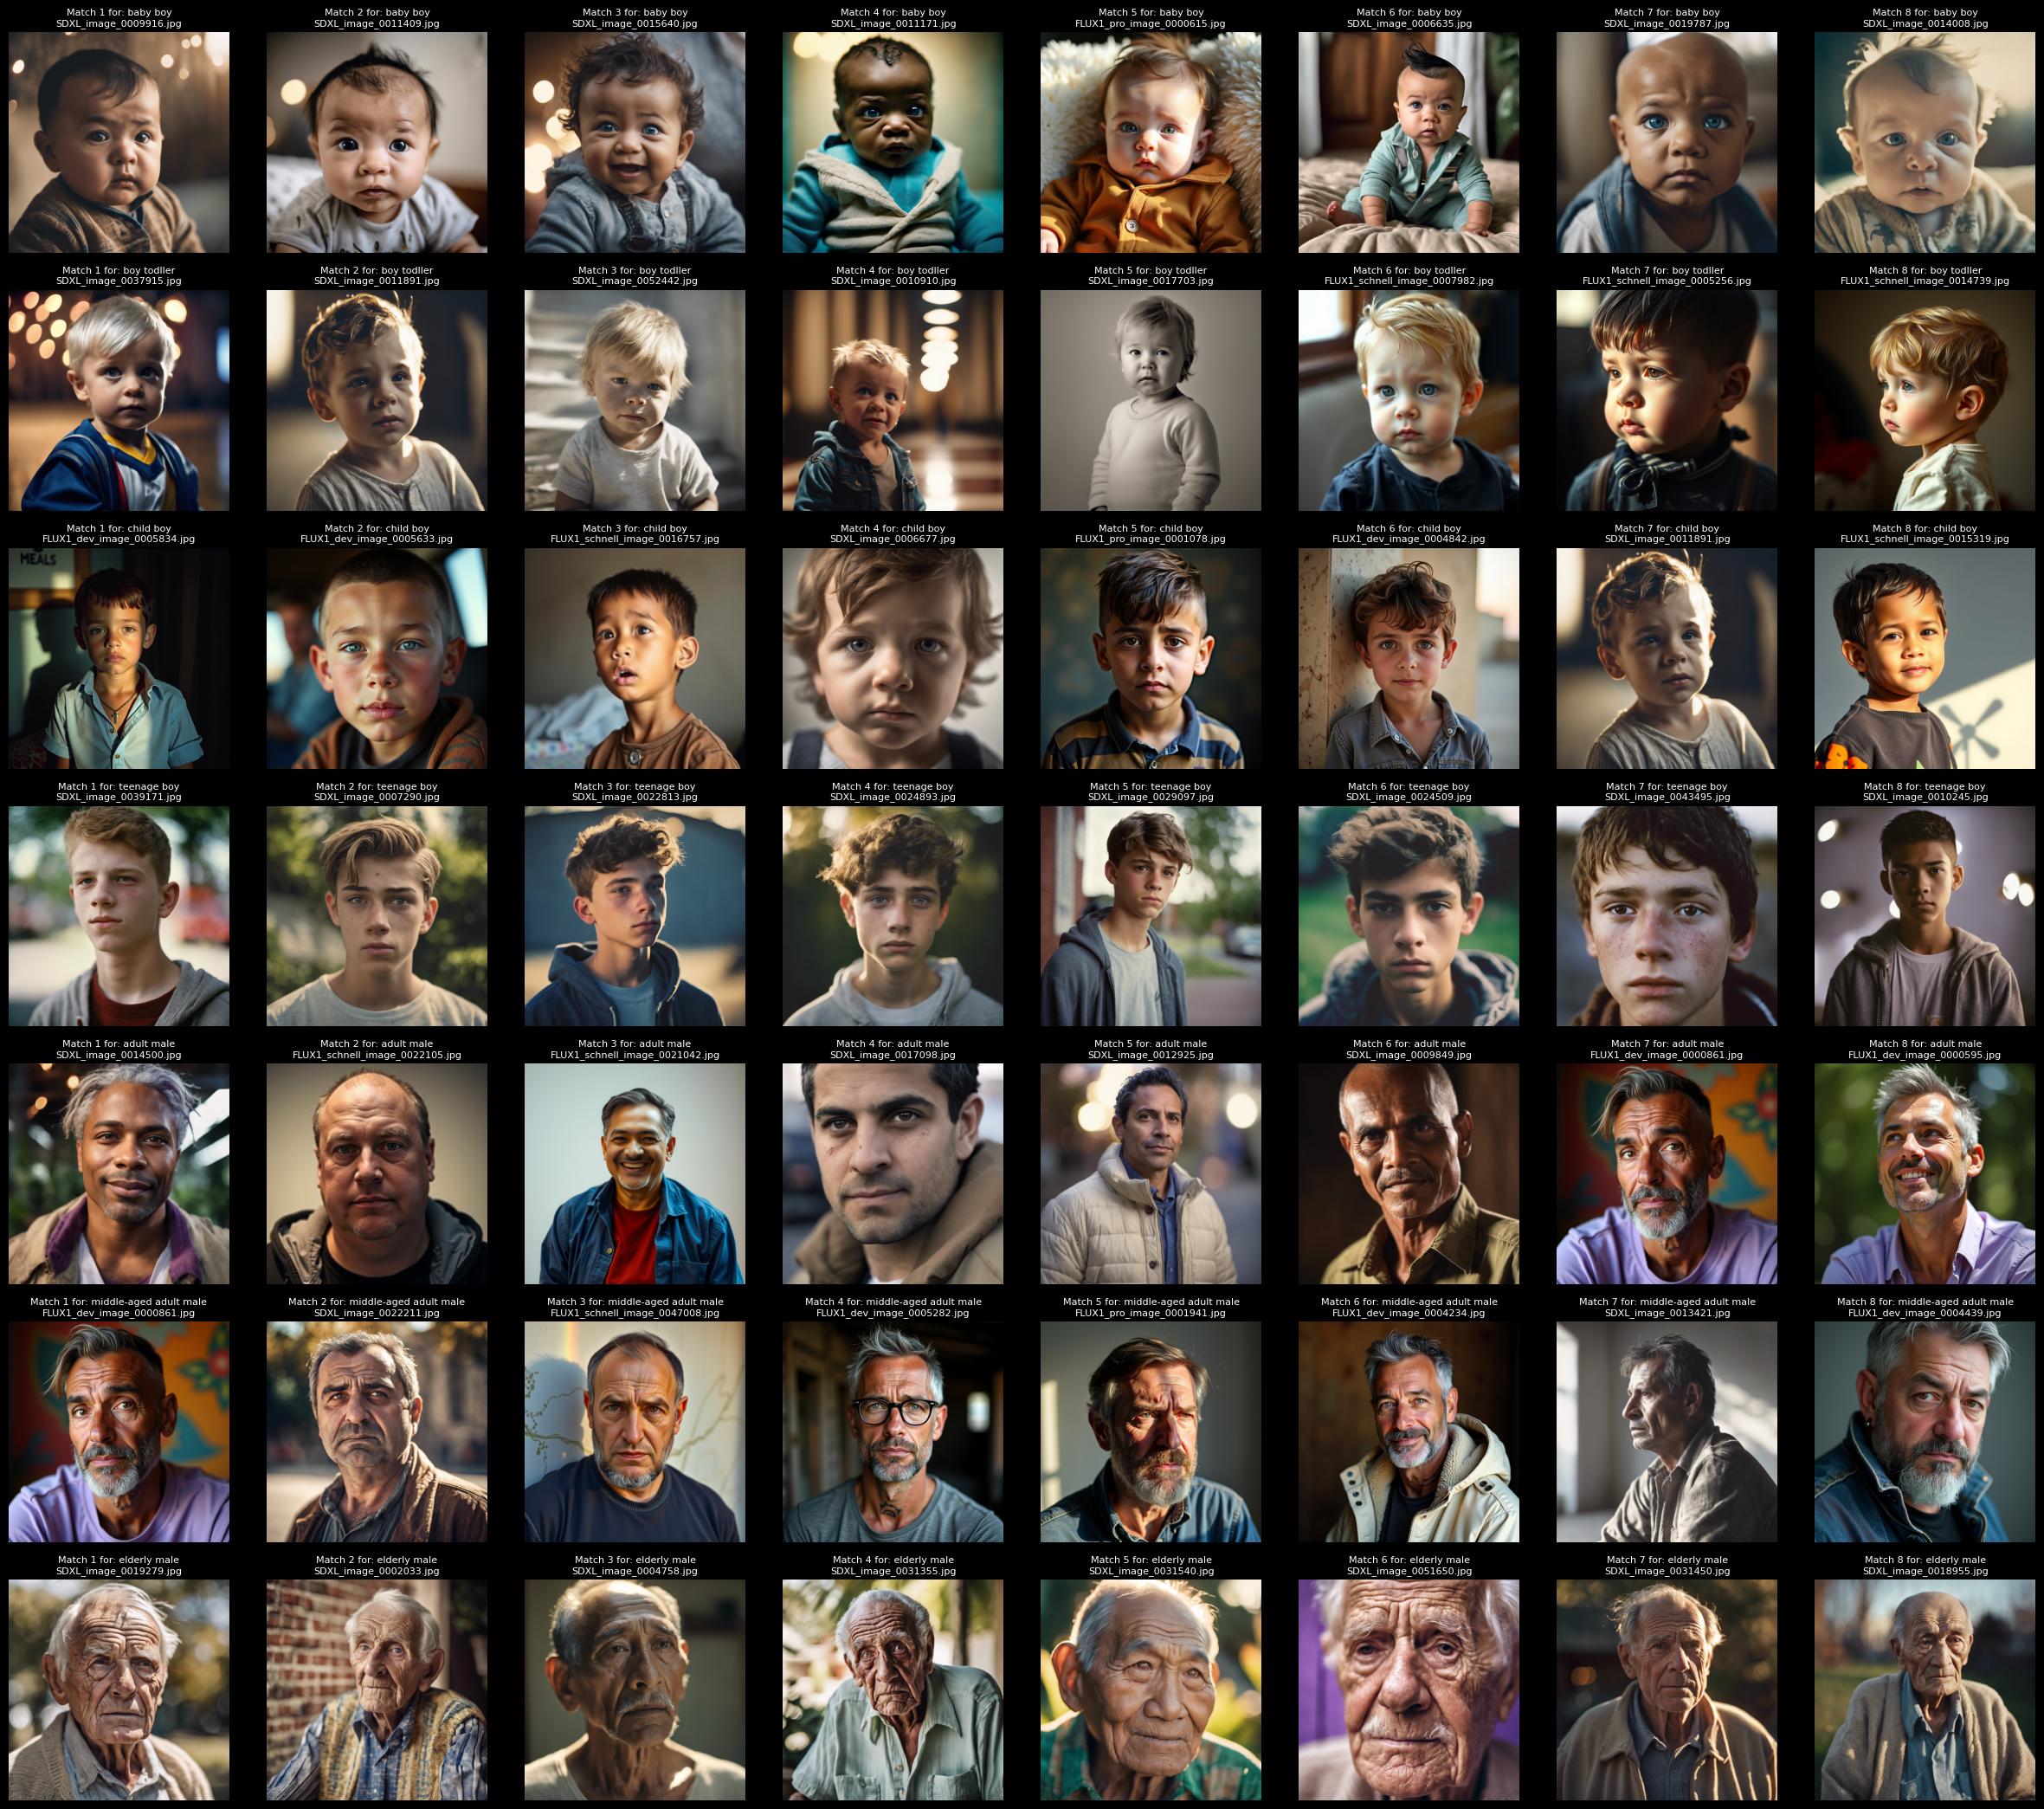 Match 1 for: baby boy
SDXL_image_0009916.jpg
Match 2 for: baby boy
SDXL_image_0011409.jpg
Match 3 for: baby boy
SDXL_image_0015640.jpg
Match 4 for: baby boy
SDXL_image_0011171.jpg
Match 5 for: baby boy
FLUX1_pro_image_0000615.jpg
Match 6 for: baby boy
SDXL_image_0006635.jpg
Match 7 for: baby boy
SDXL_image_0019787.jpg
Match 8 for: baby boy
SDXL_image_0014008.jpg
Match 1 for: boy todller
SDXL_image_0037915.jpg
Match 2 for: boy todller
SDXL_image_0011891.jpg
Match 3 for: boy todller
SDXL_image_0052442.jpg
Match 4 for: boy todller
SDXL_image_0010910.jpg
Match 5 for: boy todller
SDXL_image_0017703.jpg
Match 6 for: boy todller
FLUX1_schnell_image_0007982.jpg
Match 7 for: boy todller
FLUX1_schnell_image_0005256.jpg
Match 8 for: boy todller
FLUX1_schnell_image_0014739.jpg
Match 1 for: child boy
FLUX1_dev_image_0005834.jpg
Match 2 for: child boy
FLUX1_dev_image_0005633.jpg
Match 3 for: child boy
FLUX1_schnell_image_0016757.jpg
Match 4 for: child boy
SDXL_image_0006677.jpg
Match 5 for: child boy
FLUX1_pro_image_0001078.jpg
Match 6 for: child boy
FLUX1_dev_image_0004842.jpg
Match 7 for: child boy
SDXL_image_0011891.jpg
Match 8 for: child boy
FLUX1_schnell_image_0015319.jpg
MEALS
Match 1 for: teenage boy
SDXL_image_0039171.jpg
Match 2 for: teenage boy
SDXL_image_0007290.jpg
Match 3 for: teenage boy
SDXL_image_0022813.jpg
Match 4 for: teenage boy
SDXL_image_0024893.jpg
Match 5 for: teenage boy
SDXL_image_0029097.jpg
Match 6 for: teenage boy
SDXL_image_0024509.jpg
Match 7 for: teenage boy
SDXL_image_0043495.jpg
Match 8 for: teenage boy
SDXL_image_0010245.jpg
Match 1 for: adult male
SDXL_image_0014500.jpg
Match 2 for: adult male
FLUX1_schnell_image_0022105.jpg
Match 3 for: adult male
FLUX1_schnell_image_0021042.jpg
Match 4 for: adult male
SDXL_image_0017098.jpg
Match 5 for: adult male
SDXL_image_0012925.jpg
Match 6 for: adult male
SDXL_image_0009849.jpg
Match 7 for: adult male
FLUX1_dev_image_0000861.jpg
Match 8 for: adult male
FLUX1_dev_image_0000595.jpg
Match 1 for: middle-aged adult male
FLUX1_dev_image_0000861.jpg
Match 2 for: middle-aged adult male
SDXL_image_0022211.jpg
Match 3 for: middle-aged adult male
FLUX1_schnell_image_0047008.jpg
Match 4 for: middle-aged adult male
FLUX1_dev_image_0005282.jpg
Match 5 for: middle-aged adult male
FLUX1_pro_image_0001941.jpg
Match 6 for: middle-aged adult male
FLUX1_dev_image_0004234.jpg
Match 7 for: middle-aged adult male
SDXL_image_0013421.jpg
Match 8 for: middle-aged adult male
FLUX1_dev_image_0004439.jpg
Match 1 for: elderly male
SDXL_image_0019279.jpg
Match 2 for: elderly male
SDXL_image_0002033.jpg
Match 3 for: elderly male
SDXL_image_0004758.jpg
Match 4 for: elderly male
SDXL_image_0031355.jpg
Match 5 for: elderly male
SDXL_image_0031540.jpg
Match 6 for: elderly male
SDXL_image_0051650.jpg
Match 7 for: elderly male
SDXL_image_0031450.jpg
Match 8 for: elderly male
SDXL_image_0018955.jpg